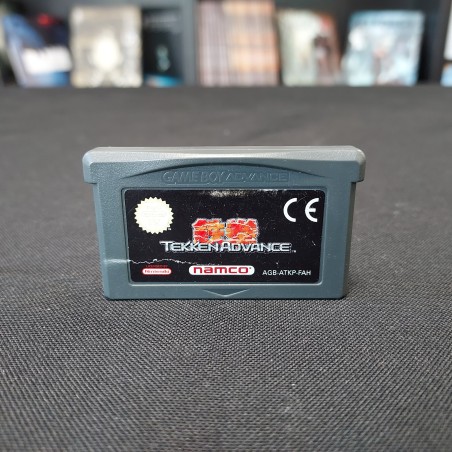 GAME BOY ADVANCE
CE
鉄拳
TEKKEN ADVANCE
Nintendo
namco
AGB-ATKP-FAH